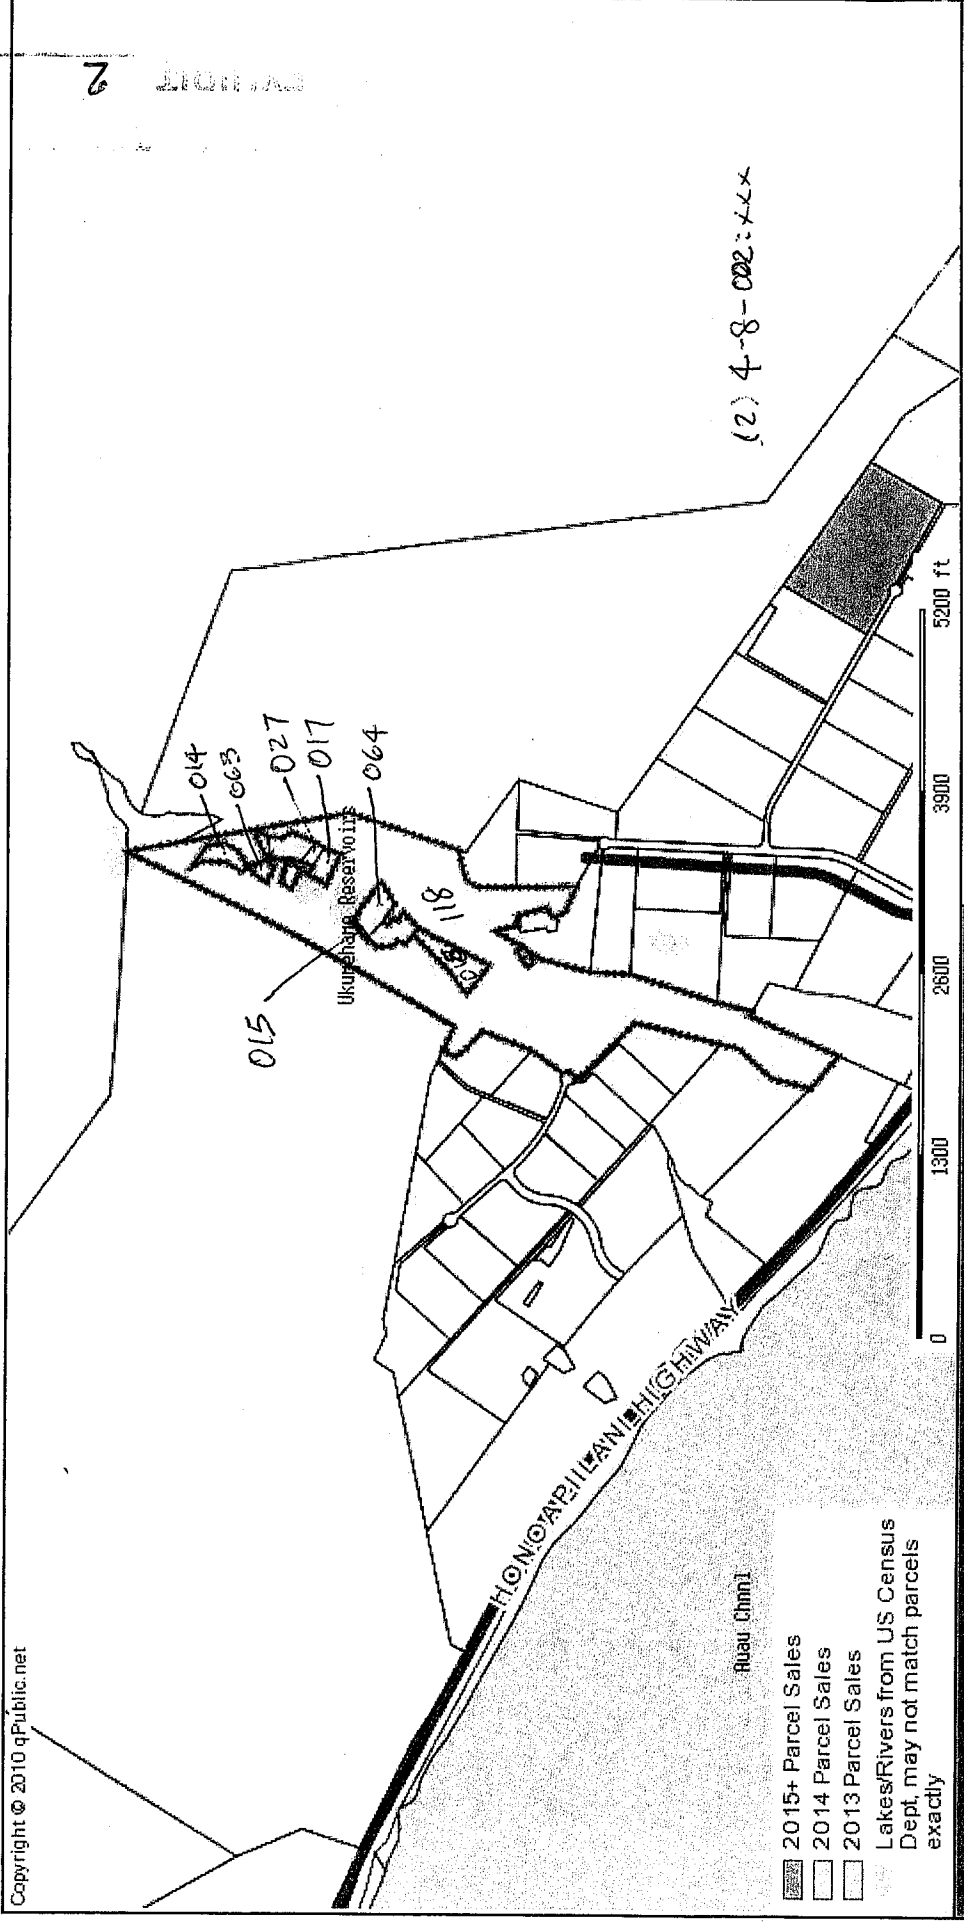 Copyright © 2010 qPublic.net
2
014
063
027
017
064
015
Ukumehame Reservoirs
118
018
(2) 4-8-002:xxx
HONOAPIILANI HIGHWAY
Auau Chnnl
2015+ Parcel Sales
2014 Parcel Sales
2013 Parcel Sales
Lakes/Rivers from US Census
Dept, may not match parcels
exactly
0 1300 2600 3900 5200 ft